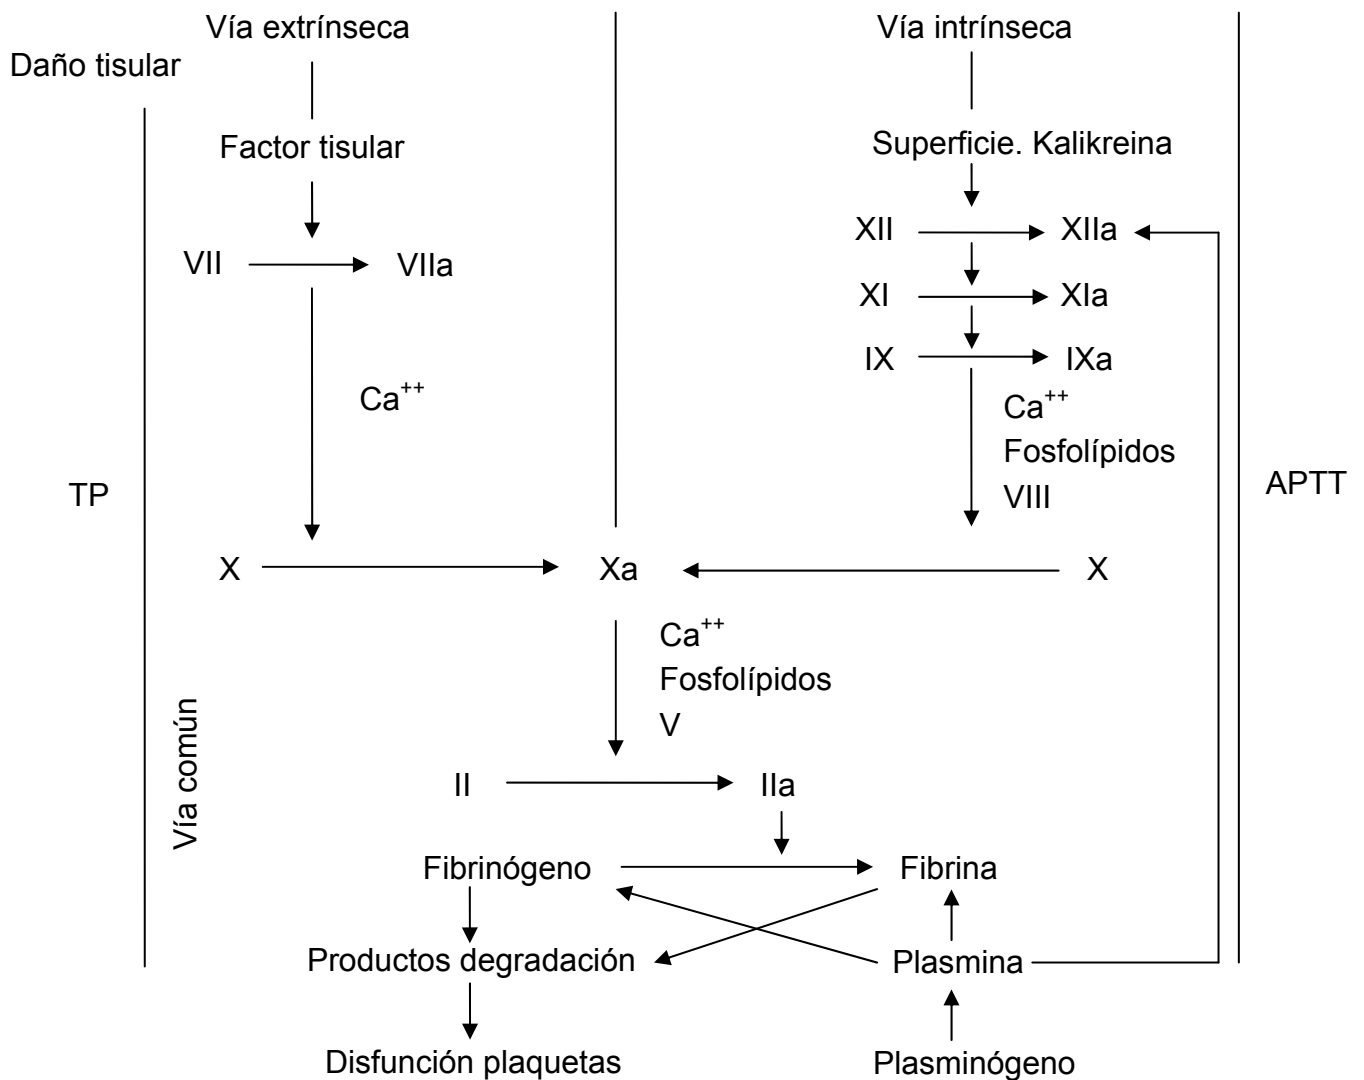 Vía extrínseca
Vía intrínseca
Daño tisular
Factor tisular
Superficie. Kalikreina
XII
XIIa
VII
VIIa
XI
XIa
IX
IXa
Ca++
Ca++
Fosfolípidos
VIII
TP
APTT
X
Xa
X
Ca++
Fosfolípidos
V
Vía común
II
IIa
Fibrinógeno
Fibrina
Productos degradación
Plasmina
Disfunción plaquetas
Plasminógeno